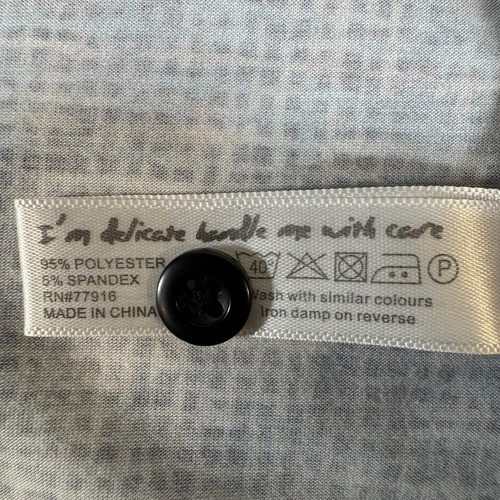 I'm delicate handle me with care
95% POLYESTER
5% SPANDEX
RN#77916
MADE IN CHINA
40
P
Wash with similar colours
Iron damp on reverse